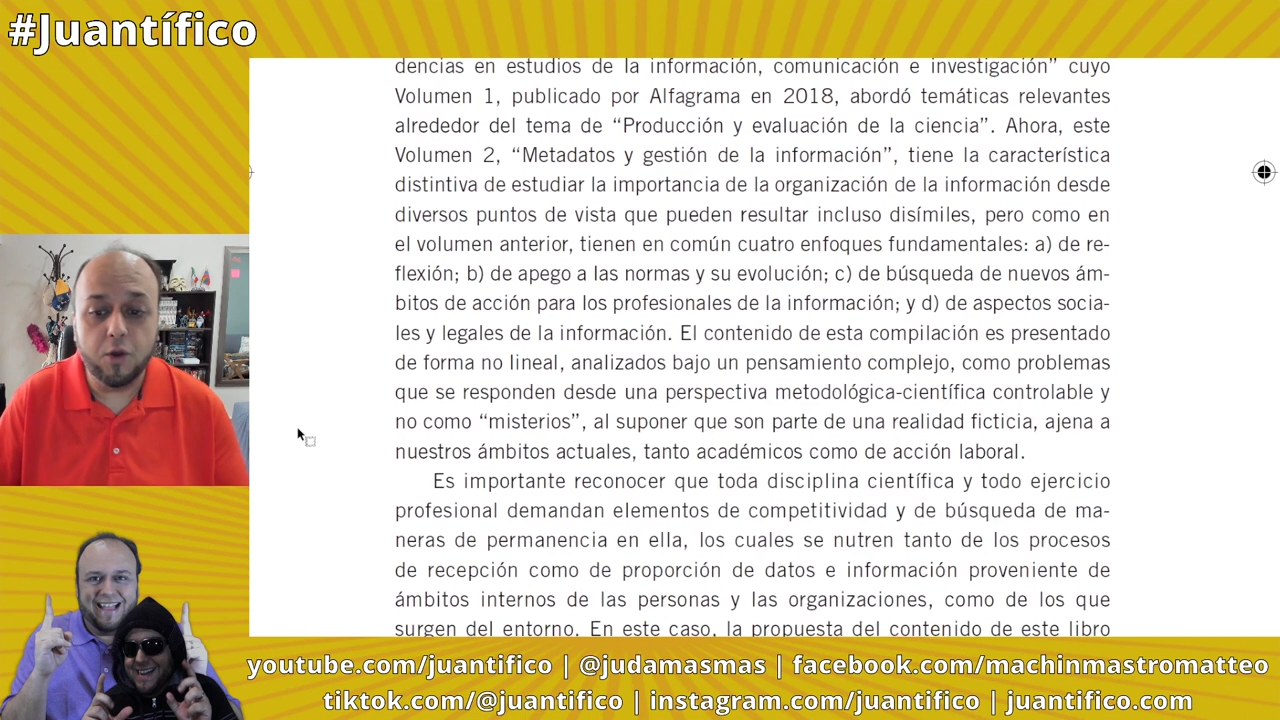 #Juantífico
dencias en estudios de la información, comunicación e investigación” cuyo
Volumen 1, publicado por Alfagrama en 2018, abordó temáticas relevantes
alrededor del tema de “Producción y evaluación de la ciencia”. Ahora, este
Volumen 2, “Metadatos y gestión de la información”, tiene la característica
distintiva de estudiar la importancia de la organización de la información desde
diversos puntos de vista que pueden resultar incluso disímiles, pero como en
el volumen anterior, tienen en común cuatro enfoques fundamentales: a) de re-
flexión; b) de apego a las normas y su evolución; c) de búsqueda de nuevos ám-
bitos de acción para los profesionales de la información; y d) de aspectos socia-
les y legales de la información. El contenido de esta compilación es presentado
de forma no lineal, analizados bajo un pensamiento complejo, como problemas
que se responden desde una perspectiva metodológica-científica controlable y
no como “misterios”, al suponer que son parte de una realidad ficticia, ajena a
nuestros ámbitos actuales, tanto académicos como de acción laboral.
Es importante reconocer que toda disciplina científica y todo ejercicio
profesional demandan elementos de competitividad y de búsqueda de ma-
neras de permanencia en ella, los cuales se nutren tanto de los procesos
de recepción como de proporción de datos e información proveniente de
ámbitos internos de las personas y las organizaciones, como de los que
surgen del entorno. En este caso, la propuesta del contenido de este libro
youtube.com/juantifico | @judamasmas | facebook.com/machinmastromatteo
tiktok.com/@juantifico | instagram.com/juantifico | juantifico.com